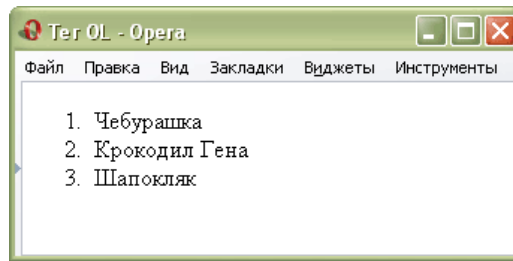 Тег OL - Opera
Файл Правка Вид Закладки Виджеты Инструменты
1. Чебурашка
2. Крокодил Гена
3. Шапокляк